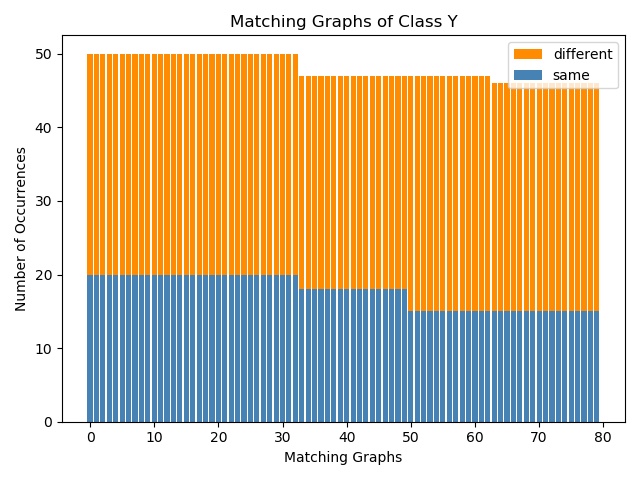 Matching Graphs of Class Y
different
same
Number of Occurrences
50
40
30
20
10
0
0 10 20 30 40 50 60 70 80
Matching Graphs